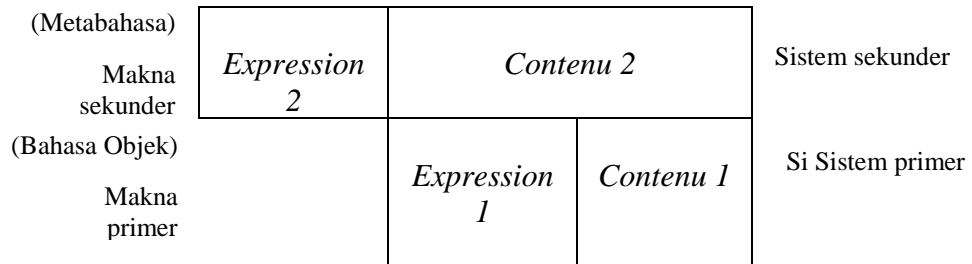 (Metabahasa)
Makna
sekunder
Expression
2
Contenu 2
Sistem sekunder
(Bahasa Objek)
Makna
primer
Expression
1
Contenu 1
Si Sistem primer